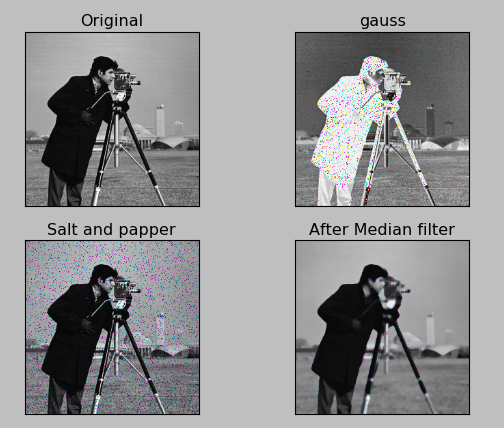 Original
gauss
Salt and papper
After Median filter